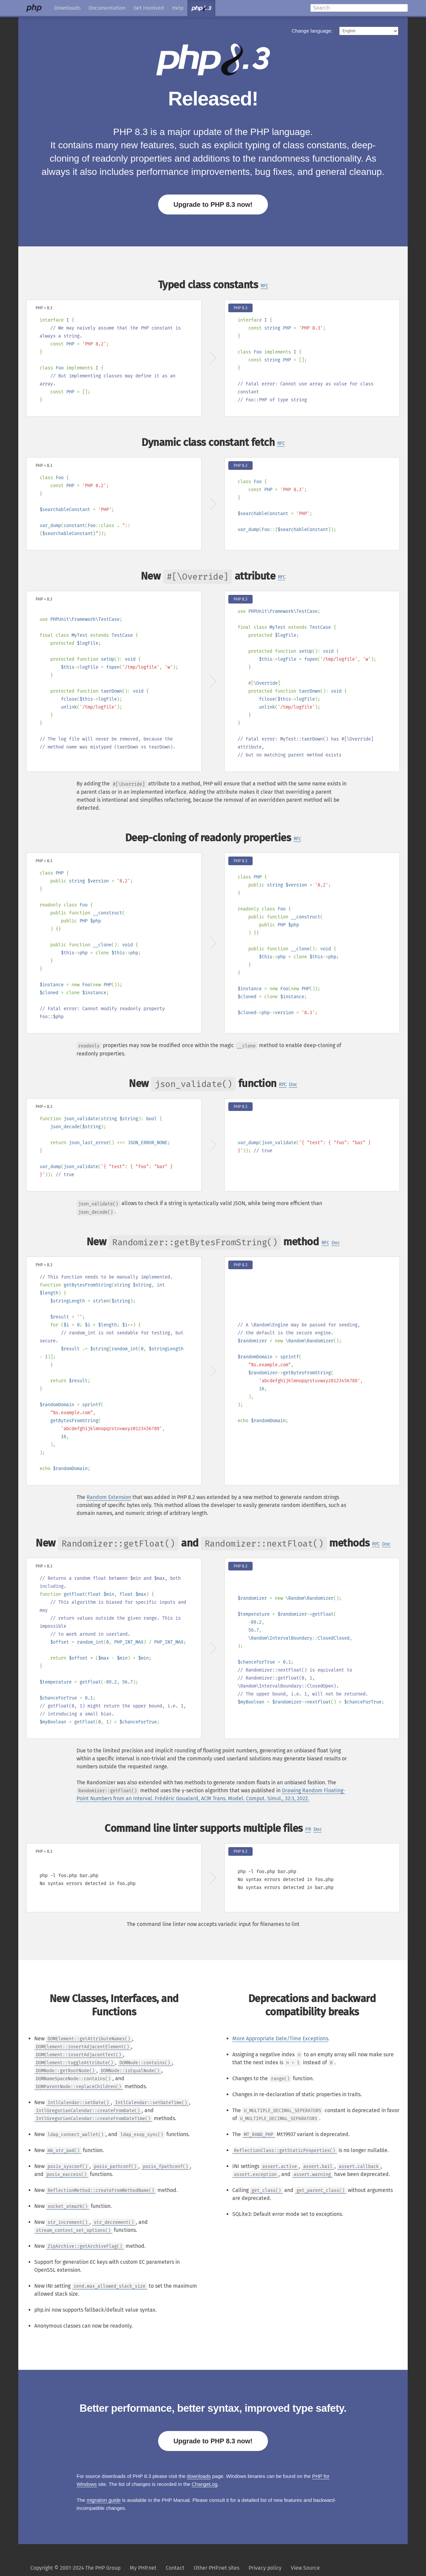 php
Downloads
Documentation
Get Involved
Help
php8.3
Search
Change language:
English
php8.3
Released!
PHP 8.3 is a major update of the PHP language.
It contains many new features, such as explicit typing of class constants, deep-
cloning of readonly properties and additions to the randomness functionality. As
always it also includes performance improvements, bug fixes, and general cleanup.
Upgrade to PHP 8.3 now!
Typed class constants RFC
PHP < 8.3
interface I {
// We may naively assume that the PHP constant is
always a string.
const PHP = 'PHP 8.2';
}
class Foo implements I {
// But implementing classes may define it as an
array.
const PHP = [];
}
PHP 8.3
interface I {
const string PHP = 'PHP 8.3';
}
class Foo implements I {
const string PHP = [];
}
// Fatal error: Cannot use array as value for class
constant
// Foo::PHP of type string
Dynamic class constant fetch RFC
PHP < 8.3
class Foo {
const PHP = 'PHP 8.2';
}
$searchableConstant = 'PHP';
var_dump(constant(Foo::class . "::
{$searchableConstant}"));
PHP 8.3
class Foo {
const PHP = 'PHP 8.3';
}
$searchableConstant = 'PHP';
var_dump(Foo::{$searchableConstant});
New #[\Override] attribute RFC
PHP < 8.3
use PHPUnit\Framework\TestCase;
final class MyTest extends TestCase {
protected $logFile;
protected function setUp(): void {
$this->logFile = fopen('/tmp/logfile', 'w');
}
protected function taerDown(): void {
fclose($this->logFile);
unlink('/tmp/logfile');
}
}
// The log file will never be removed, because the
// method name was mistyped (taerDown vs tearDown).
PHP 8.3
use PHPUnit\Framework\TestCase;
final class MyTest extends TestCase {
protected $logFile;
protected function setUp(): void {
$this->logFile = fopen('/tmp/logfile', 'w');
}
#[\Override]
protected function taerDown(): void {
fclose($this->logFile);
unlink('/tmp/logfile');
}
}
// Fatal error: MyTest::taerDown() has #[\Override]
attribute,
// but no matching parent method exists
By adding the #[\Override] attribute to a method, PHP will ensure that a method with the same name exists in
a parent class or in an implemented interface. Adding the attribute makes it clear that overriding a parent
method is intentional and simplifies refactoring, because the removal of an overridden parent method will be
detected.
Deep-cloning of readonly properties RFC
PHP < 8.3
class PHP {
public string $version = '8.2';
}
readonly class Foo {
public function __construct(
public PHP $php
) {}
public function __clone(): void {
$this->php = clone $this->php;
}
}
$instance = new Foo(new PHP());
$cloned = clone $instance;
// Fatal error: Cannot modify readonly property
Foo::$php
PHP 8.3
class PHP {
public string $version = '8.2';
}
readonly class Foo {
public function __construct(
public PHP $php
) {}
public function __clone(): void {
$this->php = clone $this->php;
}
}
$instance = new Foo(new PHP());
$cloned = clone $instance;
$cloned->php->version = '8.3';
readonly properties may now be modified once within the magic __clone method to enable deep-cloning of
readonly properties.
New json_validate() function RFC Doc
PHP < 8.3
function json_validate(string $string): bool {
json_decode($string);
return json_last_error() === JSON_ERROR_NONE;
}
var_dump(json_validate('{ "test": { "foo": "bar" }
}')); // true
PHP 8.3
var_dump(json_validate('{ "test": { "foo": "bar" }
}')); // true
json_validate() allows to check if a string is syntactically valid JSON, while being more efficient than
json_decode().
New Randomizer::getBytesFromString() method RFC Doc
PHP < 8.3
// This function needs to be manually implemented.
function getBytesFromString(string $string, int
$length) {
$stringLength = strlen($string);
$result = '';
for ($i = 0; $i < $length; $i++) {
// random_int is not seedable for testing, but
secure.
$result .= $string[random_int(0, $stringLength
- 1)];
}
return $result;
}
$randomDomain = sprintf(
"%s.example.com",
getBytesFromString(
'abcdefghijklmnopqrstuvwxyz0123456789',
16,
),
);
echo $randomDomain;
PHP 8.3
// A \Random\Engine may be passed for seeding,
// the default is the secure engine.
$randomizer = new \Random\Randomizer();
$randomDomain = sprintf(
"%s.example.com",
$randomizer->getBytesFromString(
'abcdefghijklmnopqrstuvwxyz0123456789',
16,
),
);
echo $randomDomain;
The Random Extension that was added in PHP 8.2 was extended by a new method to generate random strings
consisting of specific bytes only. This method allows the developer to easily generate random identifiers, such as
domain names, and numeric strings of arbitrary length.
New Randomizer::getFloat() and Randomizer::nextFloat() methods RFC Doc
PHP < 8.3
// Returns a random float between $min and $max, both
including.
function getFloat(float $min, float $max) {
// This algorithm is biased for specific inputs and
may
// return values outside the given range. This is
impossible
// to work around in userland.
$offset = random_int(0, PHP_INT_MAX) / PHP_INT_MAX;
return $offset * ($max - $min) + $min;
}
$temperature = getFloat(-89.2, 56.7);
$chanceForTrue = 0.1;
// getFloat(0, 1) might return the upper bound, i.e. 1,
// introducing a small bias.
$myBoolean = getFloat(0, 1) < $chanceForTrue;
PHP 8.3
$randomizer = new \Random\Randomizer();
$temperature = $randomizer->getFloat(
-89.2,
56.7,
\Random\IntervalBoundary::ClosedClosed,
);
$chanceForTrue = 0.1;
// Randomizer::nextFloat() is equivalent to
// Randomizer::getFloat(0, 1,
\Random\IntervalBoundary::ClosedOpen).
// The upper bound, i.e. 1, will not be returned.
$myBoolean = $randomizer->nextFloat() < $chanceForTrue;
Due to the limited precision and implicit rounding of floating point numbers, generating an unbiased float lying
within a specific interval is non-trivial and the commonly used userland solutions may generate biased results or
numbers outside the requested range.
The Randomizer was also extended with two methods to generate random floats in an unbiased fashion. The
Randomizer::getFloat() method uses the γ-section algorithm that was published in Drawing Random Floating-
Point Numbers from an Interval. Frédéric Goualard, ACM Trans. Model. Comput. Simul., 32:3, 2022.
Command line linter supports multiple files PR Doc
PHP < 8.3
php -l foo.php bar.php
No syntax errors detected in foo.php
PHP 8.3
php -l foo.php bar.php
No syntax errors detected in foo.php
No syntax errors detected in bar.php
The command line linter now accepts variadic input for filenames to lint
New Classes, Interfaces, and
Functions
New DOMElement::getAttributeNames(),
DOMElement::insertAdjacentElement(),
DOMElement::insertAdjacentText(),
DOMElement::toggleAttribute(), DOMNode::contains(),
DOMNode::getRootNode(), DOMNode::isEqualNode(),
DOMNameSpaceNode::contains(), and
DOMParentNode::replaceChildren() methods.
New IntlCalendar::setDate(), IntlCalendar::setDateTime(),
IntlGregorianCalendar::createFromDate(), and
IntlGregorianCalendar::createFromDateTime() methods.
New ldap_connect_wallet(), and ldap_exop_sync() functions.
New mb_str_pad() function.
New posix_sysconf(), posix_pathconf(), posix_fpathconf(),
and posix_eaccess() functions.
New ReflectionMethod::createFromMethodName() method.
New socket_atmark() function.
New str_increment(), str_decrement(), and
stream_context_set_options() functions.
New ZipArchive::getArchiveFlag() method.
Support for generation EC keys with custom EC parameters in
OpenSSL extension.
New INI setting zend.max_allowed_stack_size to set the maximum
allowed stack size.
php.ini now supports fallback/default value syntax.
Anonymous classes can now be readonly.
Deprecations and backward
compatibility breaks
More Appropriate Date/Time Exceptions.
Assigning a negative index n to an empty array will now make sure
that the next index is n + 1 instead of 0.
Changes to the range() function.
Changes in re-declaration of static properties in traits.
The U_MULTIPLE_DECIMAL_SEPERATORS constant is deprecated in favor of
U_MULTIPLE_DECIMAL_SEPARATORS.
The MT_RAND_PHP Mt19937 variant is deprecated.
ReflectionClass::getStaticProperties() is no longer nullable.
INI settings assert.active, assert.bail, assert.callback,
assert.exception, and assert.warning have been deprecated.
Calling get_class() and get_parent_class() without arguments
are deprecated.
SQLite3: Default error mode set to exceptions.
Better performance, better syntax, improved type safety.
Upgrade to PHP 8.3 now!
For source downloads of PHP 8.3 please visit the downloads page. Windows binaries can be found on the PHP for
Windows site. The list of changes is recorded in the ChangeLog.
The migration guide is available in the PHP Manual. Please consult it for a detailed list of new features and backward-
incompatible changes.
Copyright © 2001-2024 The PHP Group
My PHP.net
Contact
Other PHP.net sites
Privacy policy
View Source